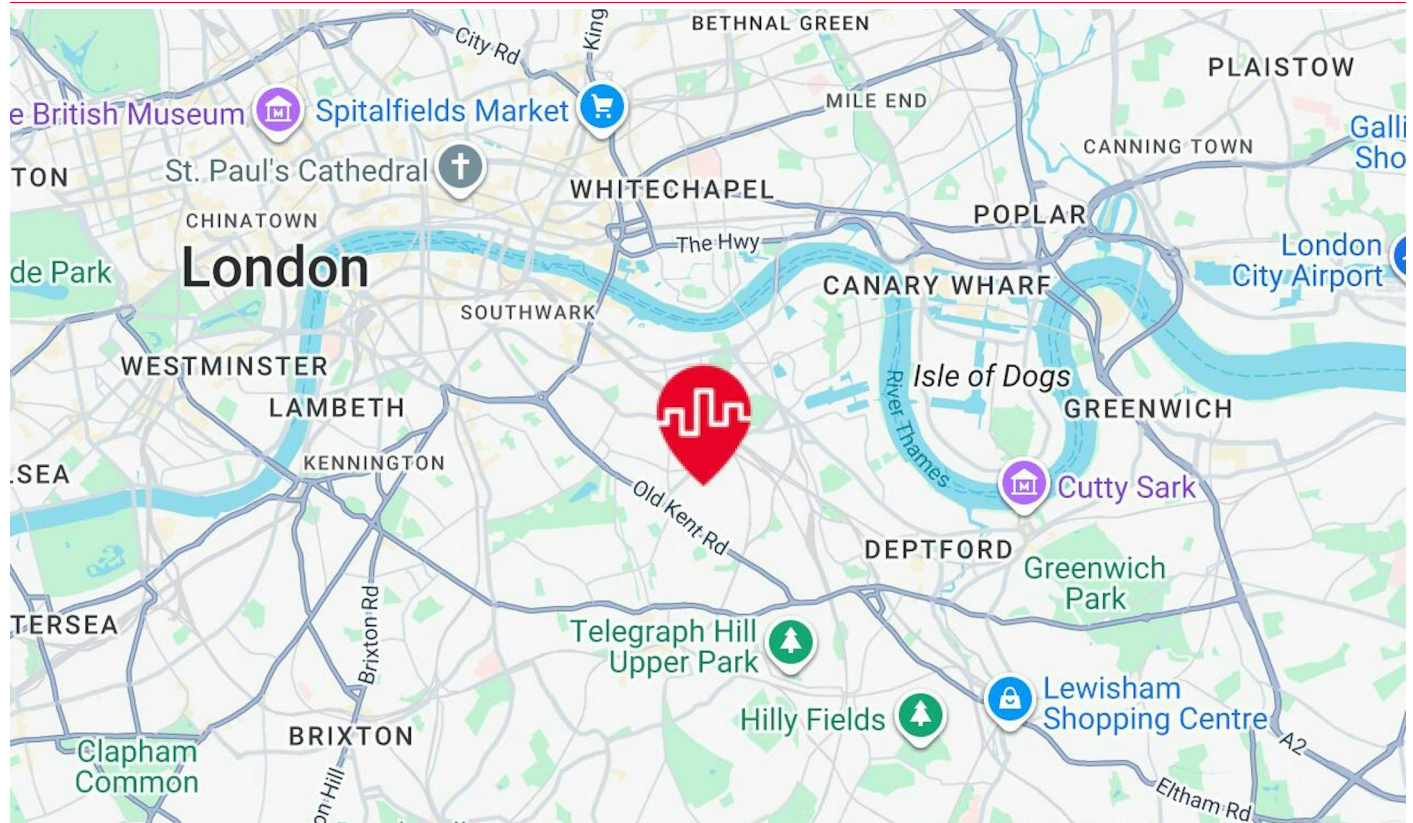 BETHNAL GREEN
King
City Rd
PLAISTOW
MILE END
e British Museum
Spitalfields Market
Galli
Sho
CANNING TOWN
St. Paul's Cathedral
TON
WHITECHAPEL
CHINATOWN
POPLAR
The Hwy
London
City Airport
London
de Park
CANARY WHARF
SOUTHWARK
WESTMINSTER
Isle of Dogs
LAMBETH
GREENWICH
River Thames
KENNINGTON
LSEA
Cutty Sark
Old Kent Rd
DEPTFORD
Greenwich
Park
TERSEA
Brixton Rd
Telegraph Hill
Upper Park
Lewisham
Shopping Centre
Hilly Fields
BRIXTON
A2
Clapham
Common
on Hill
Eltham Rd